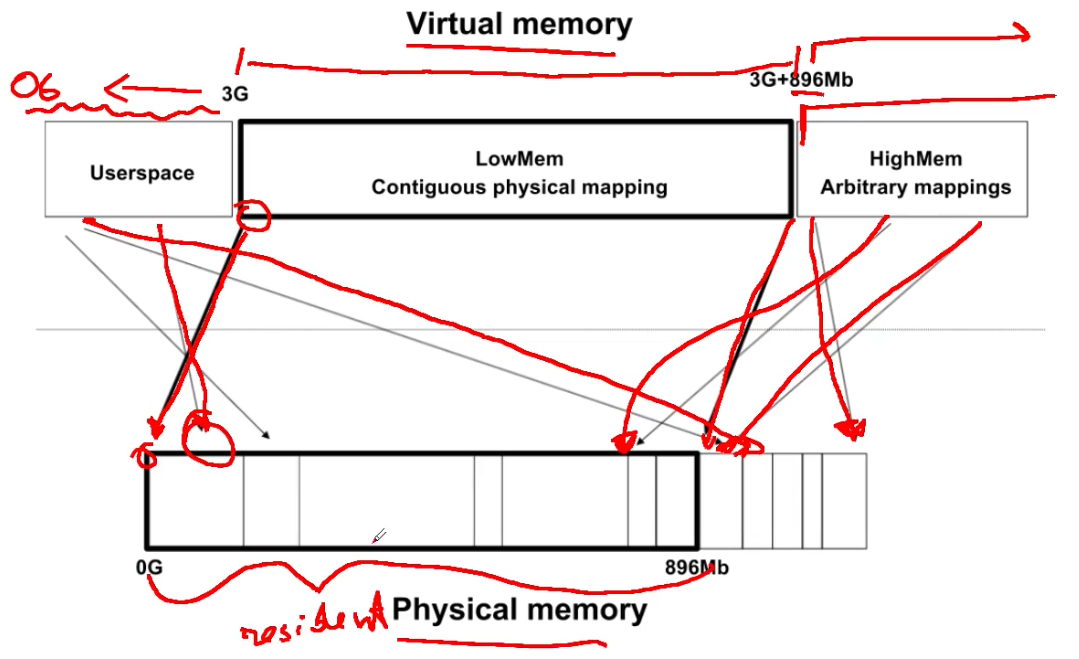 Virtual memory
0G
3G
3G+896Mb
Userspace
LowMem
Contiguous physical mapping
HighMem
Arbitrary mappings
0G
896Mb
resident
Physical memory